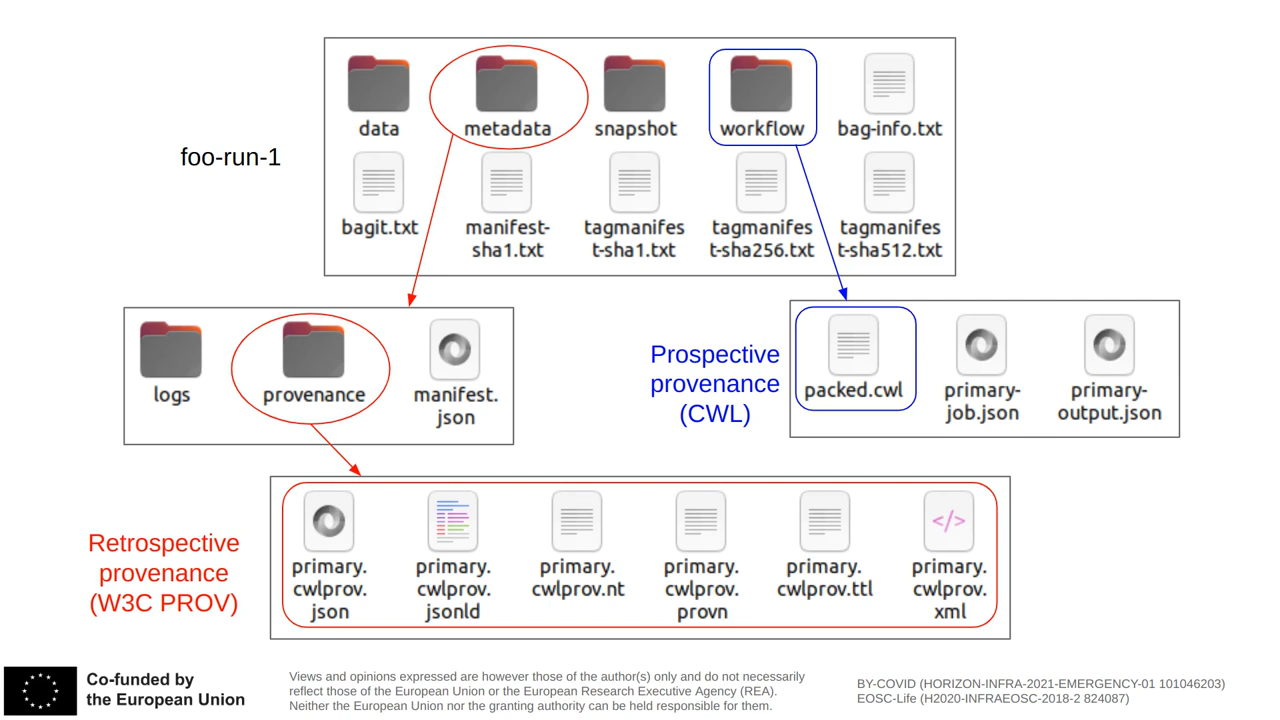 foo-run-1
data
metadata
snapshot
workflow
bag-info.txt
bagit.txt
manifest-
sha1.txt
tagmanifes
t-sha1.txt
tagmanifes
t-sha256.txt
tagmanifes
t-sha512.txt
logs
provenance
manifest.
json
Prospective
provenance
(CWL)
packed.cwl
primary-
job.json
primary-
output.json
Retrospective
provenance
(W3C PROV)
primary.
cwlprov.
json
primary.
cwlprov.
jsonld
primary.
cwlprov.nt
primary.
cwlprov.
provn
primary.
cwlprov.ttl
</>
primary.
cwlprov.
xml
Co-funded by
the European Union
Views and opinions expressed are however those of the author(s) only and do not necessarily
reflect those of the European Union or the European Research Executive Agency (REA).
Neither the European Union nor the granting authority can be held responsible for them.
BY-COVID (HORIZON-INFRA-2021-EMERGENCY-01 101046203)
EOSC-Life (H2020-INFRAEOSC-2018-2 824087)